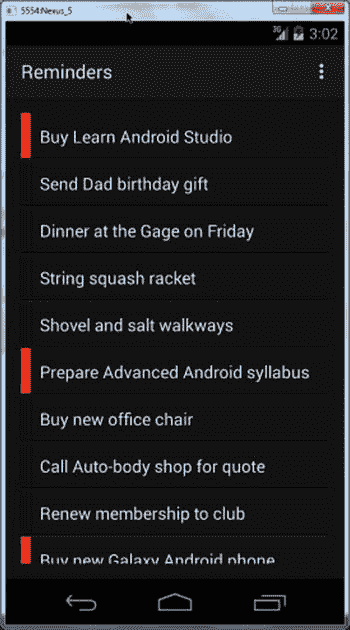 5554:Nexus_5
3G
3:02
Reminders
Buy Learn Android Studio
Send Dad birthday gift
Dinner at the Gage on Friday
String squash racket
Shovel and salt walkways
Prepare Advanced Android syllabus
Buy new office chair
Call Auto-body shop for quote
Renew membership to club
Buy new Galaxy Android phone